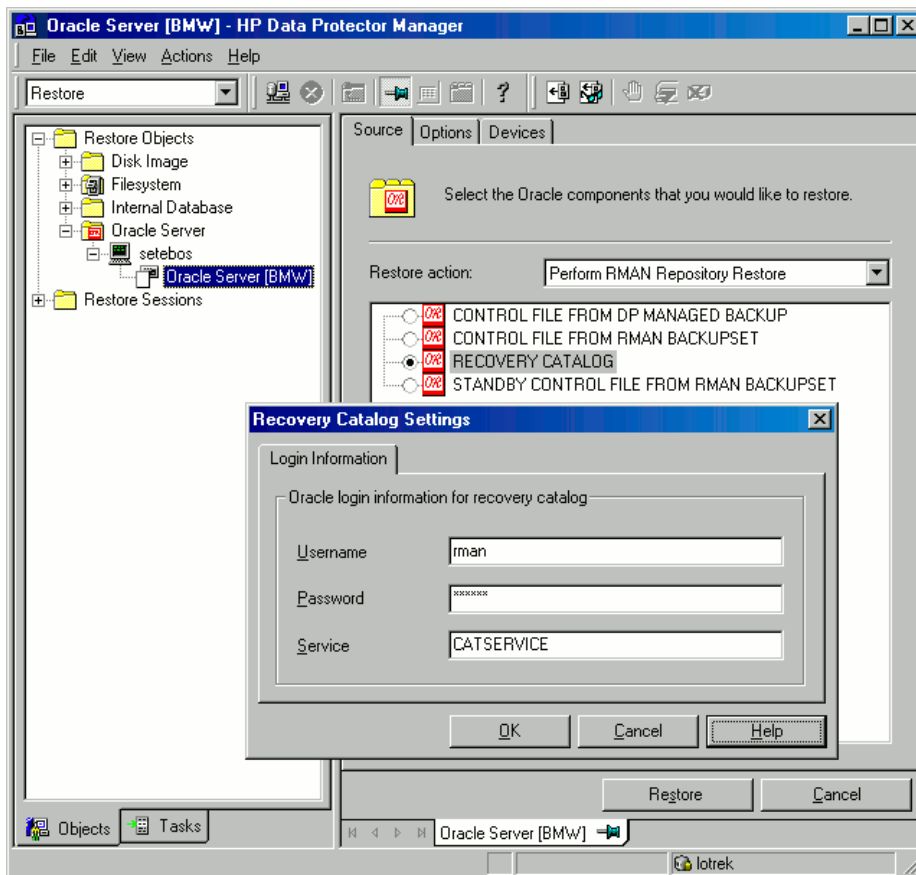 Oracle Server [BMW] - HP Data Protector Manager
File Edit View Actions Help
Restore
?
Restore Objects
Disk Image
Filesystem
Internal Database
Oracle Server
setebos
Oracle Server [BMW]
Restore Sessions
Source Options Devices
Select the Oracle components that you would like to restore.
Restore action: Perform RMAN Repository Restore
CONTROL FILE FROM DP MANAGED BACKUP
CONTROL FILE FROM RMAN BACKUPSET
RECOVERY CATALOG
STANDBY CONTROL FILE FROM RMAN BACKUPSET
Recovery Catalog Settings
Login Information
Oracle login information for recovery catalog
Username rman
Password ******
Service CATSERVICE
OK Cancel Help
Restore Cancel
Objects Tasks
Oracle Server [BMW]
lotrek